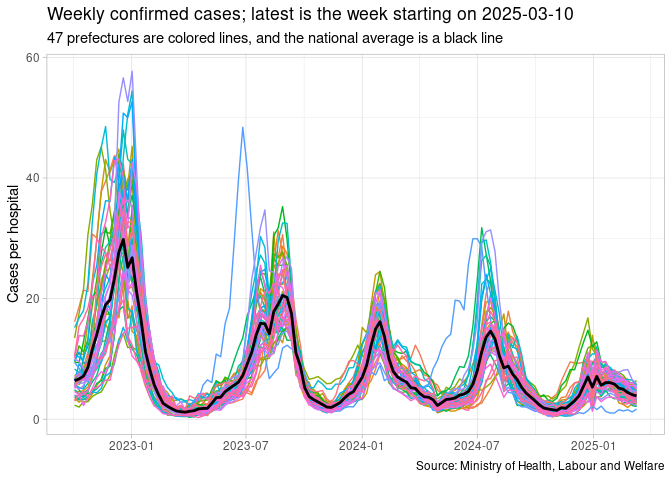 Weekly confirmed cases; latest is the week starting on 2025-03-10
47 prefectures are colored lines, and the national average is a black line
60
40
20
0
Cases per hospital
2023-01
2023-07
2024-01
2024-07
2025-01
Source: Ministry of Health, Labour and Welfare